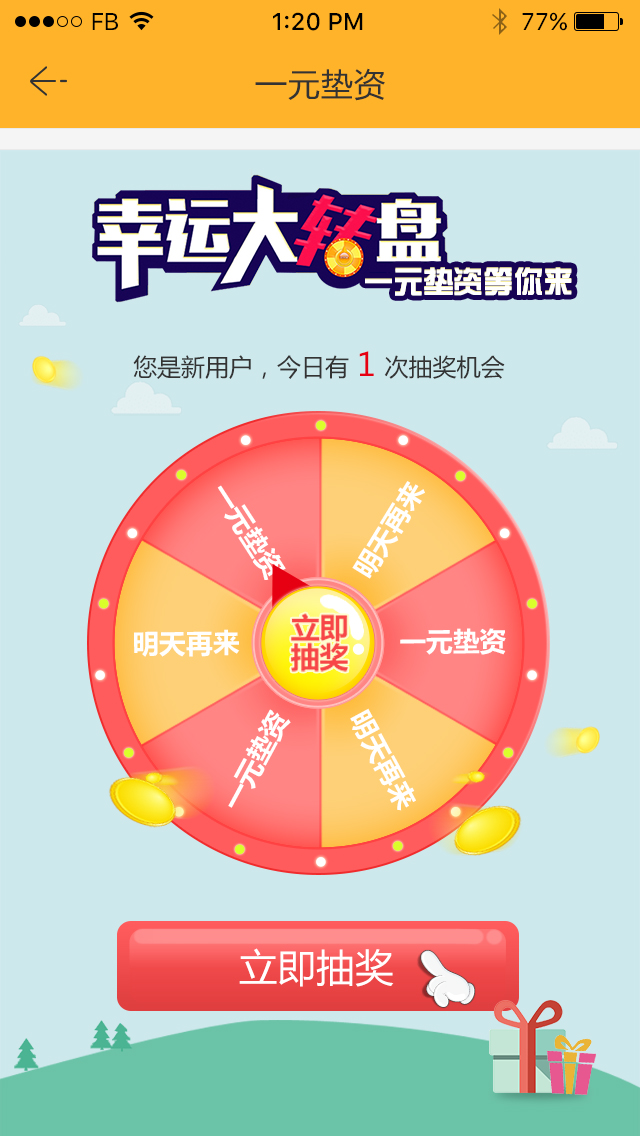 FB 1:20 PM 77%
一元垫资
幸运大转盘
一元垫资等你来
您是新用户，今日有 1 次抽奖机会
一元垫资
明天再来
明天再来
一元垫资
立即
抽奖
一元垫资
明天再来
立即抽奖